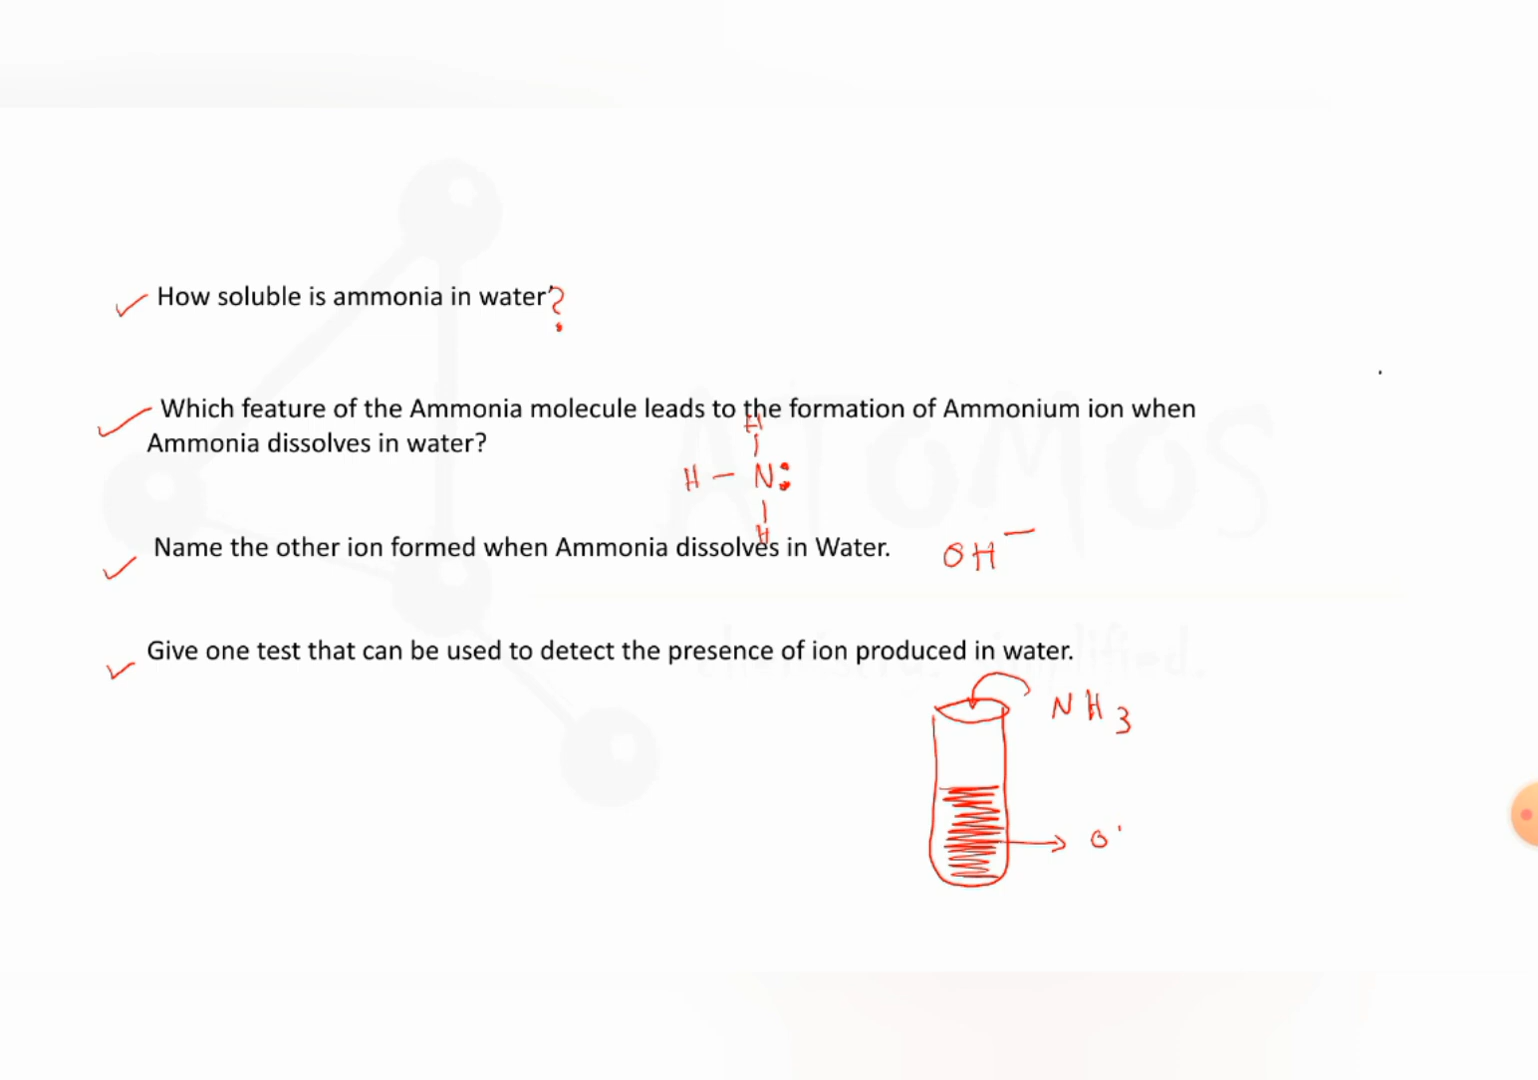 How soluble is ammonia in water?
Which feature of the Ammonia molecule leads to the formation of Ammonium ion when
Ammonia dissolves in water?
H
H – N:
H
Name the other ion formed when Ammonia dissolves in Water. OH⁻
Give one test that can be used to detect the presence of ion produced in water.
NH3
O
ATOMOS